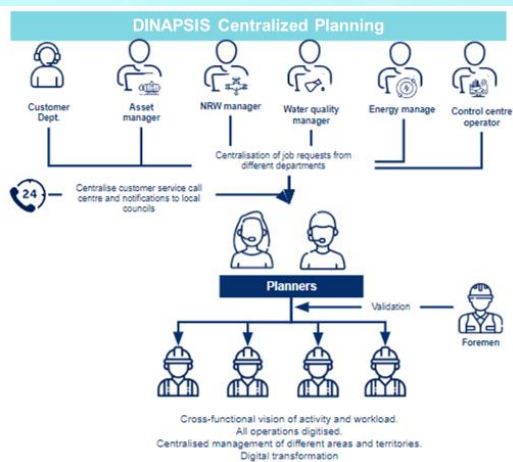 DINAPSIS Centralized Planning
Customer
Dept.
Asset
manager
NRW manager
Water quality
manager
Energy manage
Control centre
operator
Centralisation of job requests from
different departments
24
Centralise customer service call
centre and notifications to local
councils
Planners
Validation
Foremen
Cross-functional vision of activity and workload.
All operations digitised.
Centralised management of different areas and territories.
Digital transformation